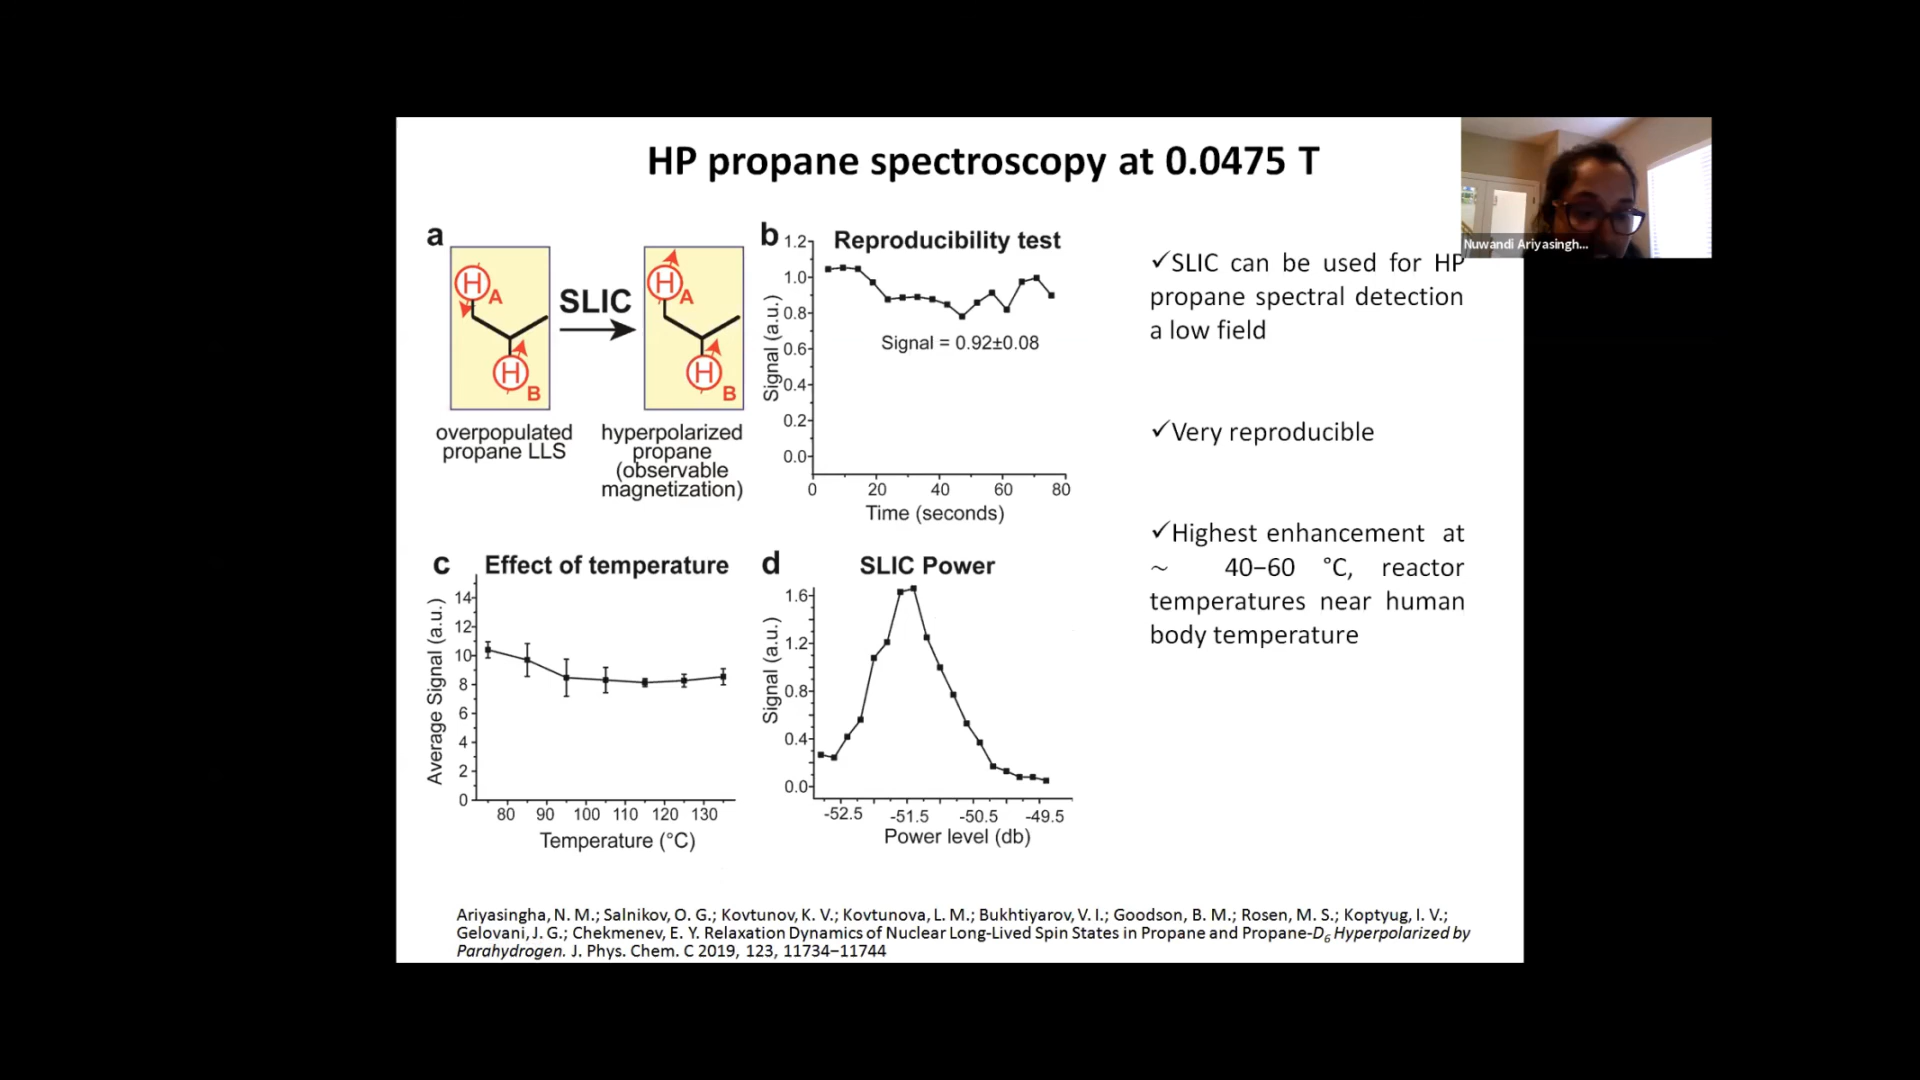 HP propane spectroscopy at 0.0475 T
Nuwandi Ariyasingh...
a
H
A
H
B
SLIC
H
A
H
B
overpopulated
propane LLS
hyperpolarized
propane
(observable
magnetization)
b
Reproducibility test
Signal (a.u.)
1.2
1.0
0.8
0.6
0.4
0.2
0.0
Signal = 0.92±0.08
0 20 40 60 80
Time (seconds)
c
Effect of temperature
Average Signal (a.u.)
14
12
10
8
6
4
2
0
80 90 100 110 120 130
Temperature (°C)
d
SLIC Power
Signal (a.u.)
1.6
1.2
0.8
0.4
0.0
-52.5 -51.5 -50.5 -49.5
Power level (db)
✓SLIC can be used for HP
propane spectral detection
a low field
✓Very reproducible
✓Highest enhancement at
~ 40–60 °C, reactor
temperatures near human
body temperature
Ariyasingha, N. M.; Salnikov, O. G.; Kovtunov, K. V.; Kovtunova, L. M.; Bukhtiyarov, V. I.; Goodson, B. M.; Rosen, M. S.; Koptyug, I. V.;
Gelovani, J. G.; Chekmenev, E. Y. Relaxation Dynamics of Nuclear Long-Lived Spin States in Propane and Propane-D6 Hyperpolarized by
Parahydrogen. J. Phys. Chem. C 2019, 123, 11734–11744